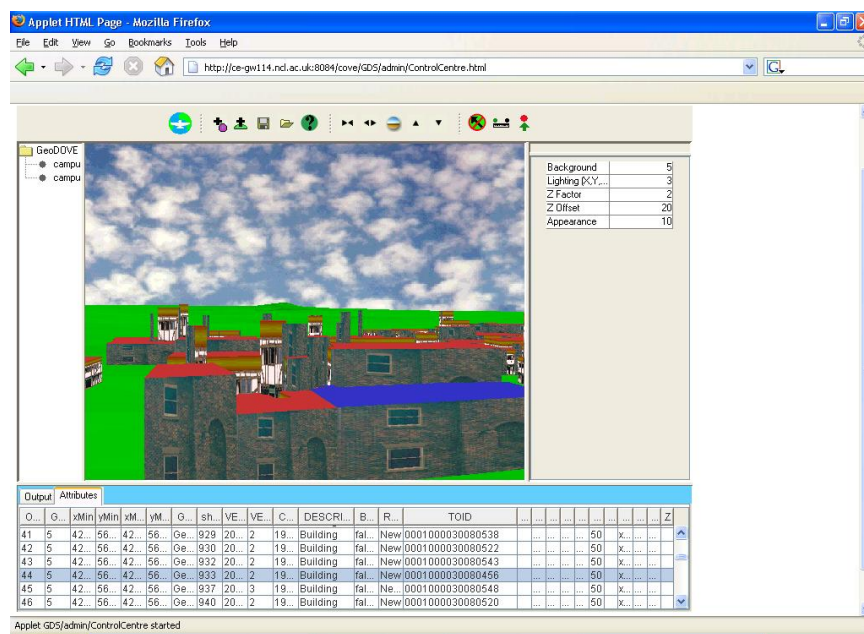 Applet HTML Page - Mozilla Firefox
File Edit View Go Bookmarks Tools Help
http://ce-gw114.ncl.ac.uk:8084/cove/GDS/admin/ControlCentre.html
GeoDOVE
campu
campu
Background 5
Lighting (X,Y,... 3
Z Factor 2
Z Offset 20
Appearance 10
Output Attributes
O... G... xMin yMin xM... yM... G... sh... VE... VE... C... DESCRI... B... R... TOID ... ... ... ... ... ... ... ... ... Z
41 5 42... 56... 42... 56... Ge... 929 20... 2 19... Building fal... New 0001000030080538 ... ... ... ... 50 x... ... ...
42 5 42... 56... 42... 56... Ge... 930 20... 2 19... Building fal... New 0001000030080522 ... ... ... ... 50 x... ... ...
43 5 42... 56... 42... 56... Ge... 932 20... 2 19... Building fal... New 0001000030080543 ... ... ... ... 50 x... ... ...
44 5 42... 56... 42... 56... Ge... 933 20... 2 19... Building fal... New 0001000030080456 ... ... ... ... 50 x... ... ...
45 5 42... 56... 42... 56... Ge... 937 20... 3 19... Building fal... Ne... 0001000030080548 ... ... ... ... 50 x... ... ...
46 5 42... 56... 42... 56... Ge... 940 20... 2 19... Building fal... New 0001000030080520 ... ... ... ... 50 x... ... ...
Applet GDS/admin/ControlCentre started